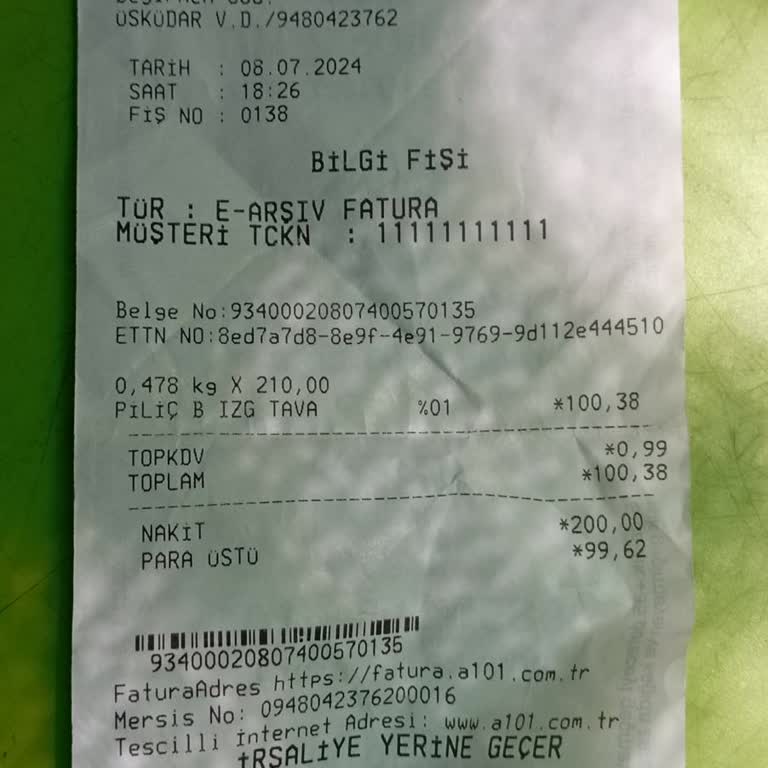 ÜSKÜDAR V.D./9480423762
TARİH : 08.07.2024
SAAT : 18:26
FİŞ NO : 0138
BİLGİ FİŞİ
TÜR : E-ARŞIV FATURA
MÜŞTERİ TCKN : 11111111111
Belge No:93400020807400570135
ETTN NO:8ed7a7d8-8e9f-4e91-9769-9d112e444510
0,478 kg X 210,00
PİLİÇ B IZG TAVA %01 *100,38
TOPKDV *0,99
TOPLAM *100,38
NAKİT *200,00
PARA ÜSTÜ *99,62
93400020807400570135
FaturaAdres https://fatura.a101.com.tr
Mersis No: 0948042376200016
Tescilli İnternet Adresi: www.a101.com.tr
İRSALİYE YERİNE GEÇER